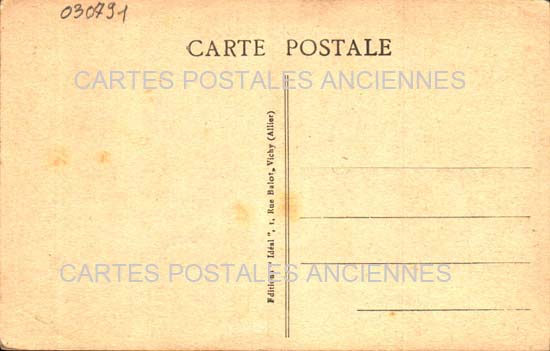 030791
CARTE POSTALE
CARTES POSTALES ANCIENNES
Editions " Idéal ", 1, Rue Balot, Vichy (Allier)
CARTES POSTALES ANCIENNES